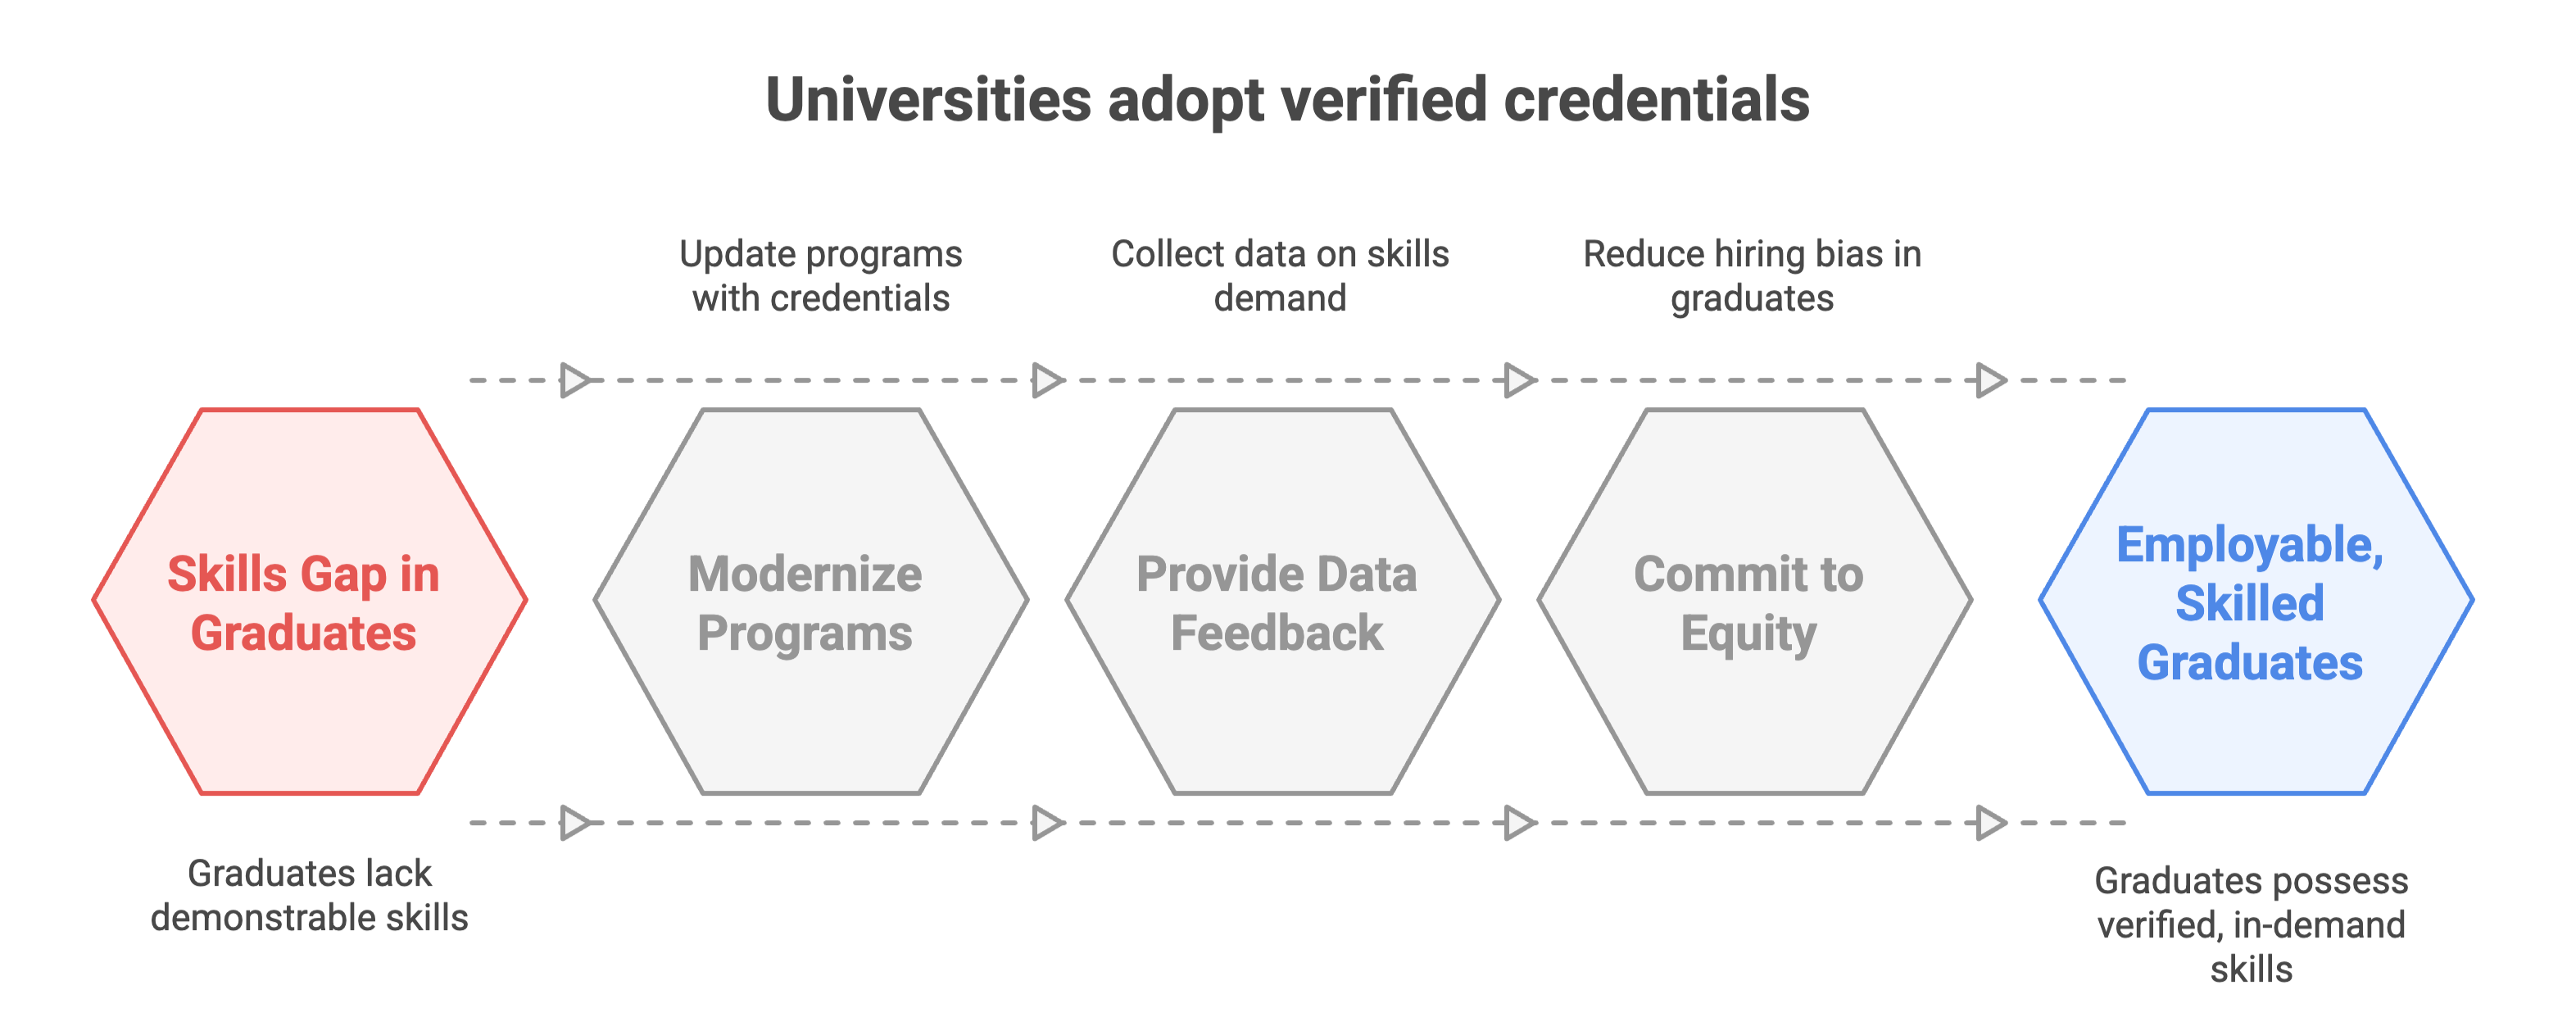 Universities adopt verified credentials
Update programs
with credentials
Collect data on skills
demand
Reduce hiring bias in
graduates
Skills Gap in
Graduates
Modernize
Programs
Provide Data
Feedback
Commit to
Equity
Employable,
Skilled
Graduates
Graduates lack
demonstrable skills
Graduates possess
verified, in-demand
skills